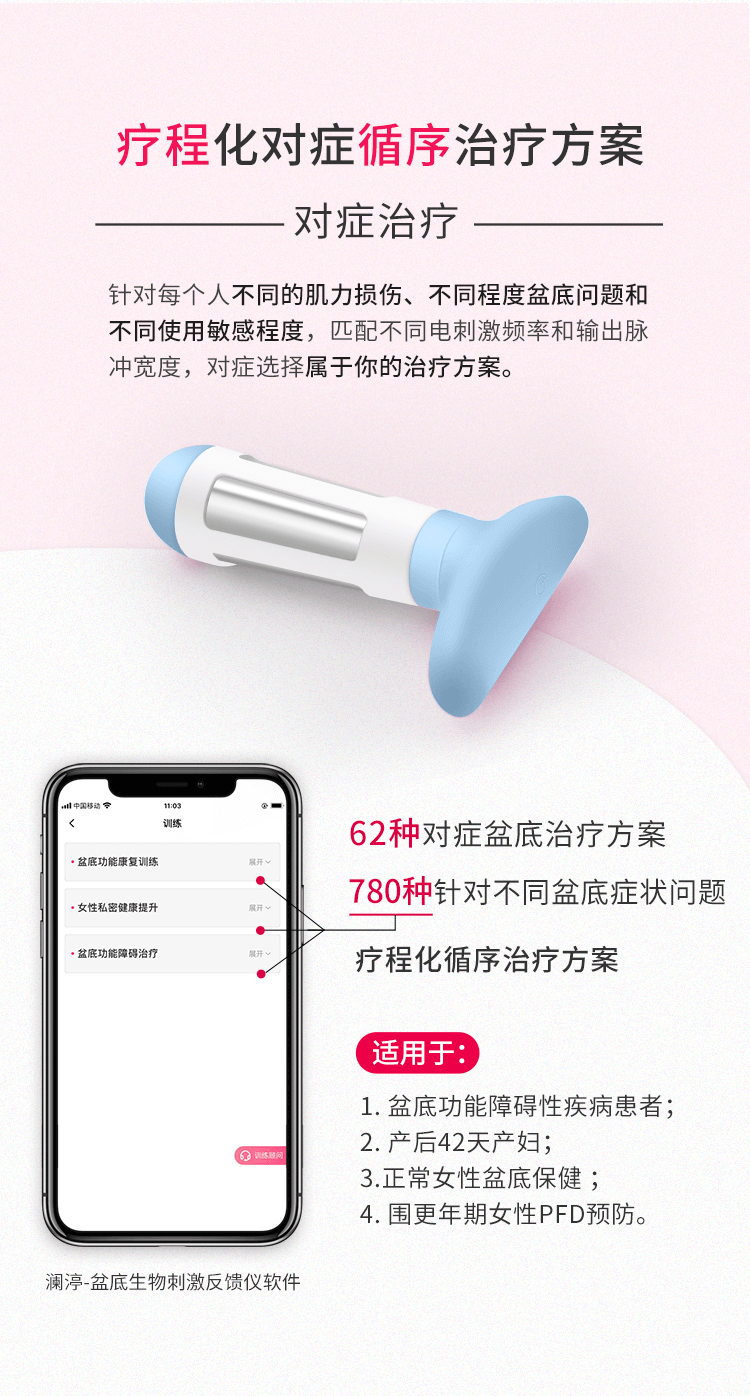 疗程化对症循序治疗方案
对症治疗
针对每个人不同的肌力损伤、不同程度盆底问题和
不同使用敏感程度，匹配不同电刺激频率和输出脉
冲宽度，对症选择属于你的治疗方案。
中国移动 11:03
训练
• 盆底功能康复训练 展开
• 女性私密健康提升 展开
• 盆底功能障碍治疗 展开
训练顾问
澜渟-盆底生物刺激反馈仪软件
62种对症盆底治疗方案
780种针对不同盆底症状问题
疗程化循序治疗方案
适用于：
1. 盆底功能障碍性疾病患者；
2. 产后42天产妇；
3.正常女性盆底保健 ；
4. 围更年期女性PFD预防。